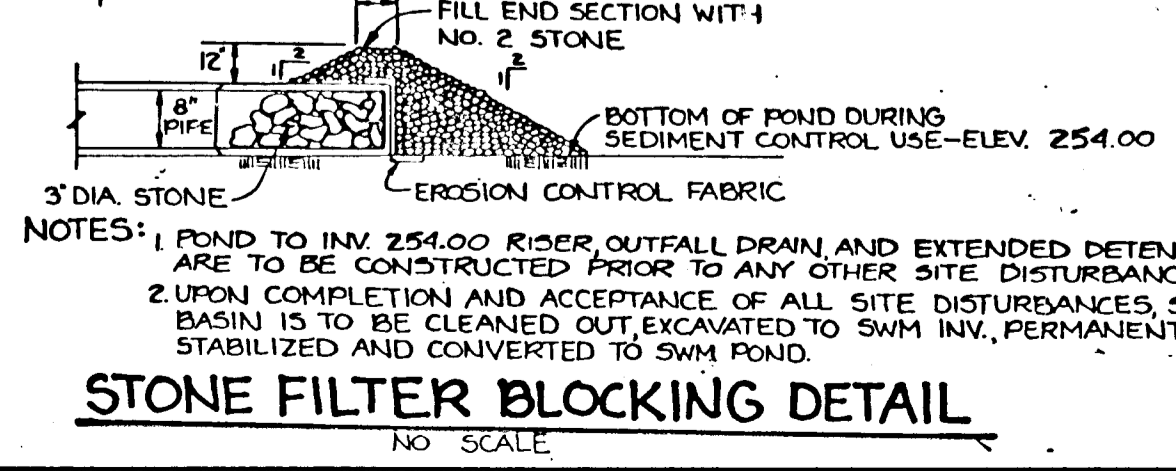 FILL END SECTION WITH
NO. 2 STONE
12"
2
1
2
1
8"
PIPE
BOTTOM OF POND DURING
SEDIMENT CONTROL USE-ELEV. 254.00
3" DIA. STONE
EROSION CONTROL FABRIC
NOTES:
1. POND TO INV. 254.00 RISER, OUTFALL DRAIN, AND EXTENDED DETEN
ARE TO BE CONSTRUCTED PRIOR TO ANY OTHER SITE DISTURBANC
2. UPON COMPLETION AND ACCEPTANCE OF ALL SITE DISTURBANCES, S
BASIN IS TO BE CLEANED OUT, EXCAVATED TO SWM INV., PERMANENT
STABILIZED AND CONVERTED TO SWM POND.
STONE FILTER BLOCKING DETAIL
NO SCALE